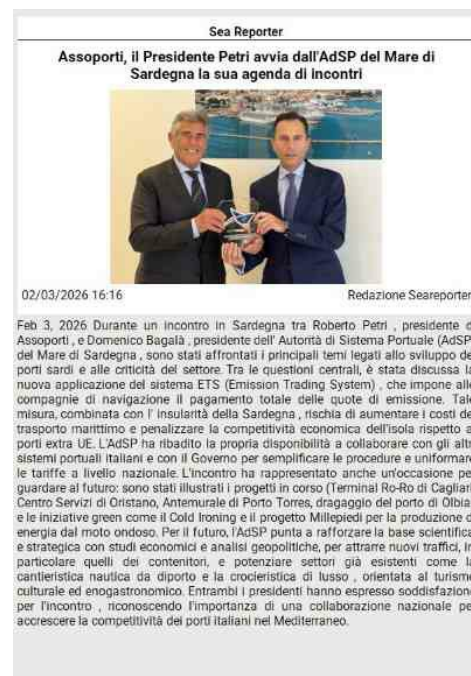 Sea Reporter
Assoporti, il Presidente Petri avvia dall'AdSP del Mare di
Sardegna la sua agenda di incontri
02/03/2026 16:16
Redazione Seareporter
Feb 3, 2026 Durante un incontro in Sardegna tra Roberto Petri , presidente d
Assoporti , e Domenico Bagalà , presidente dell' Autorità di Sistema Portuale (AdSP
del Mare di Sardegna , sono stati affrontati i principali temi legati allo sviluppo de
porti sardi e alle criticità del settore. Tra le questioni centrali, è stata discussa la
nuova applicazione del sistema ETS (Emission Trading System) , che impone alle
compagnie di navigazione il pagamento totale delle quote di emissione. Tale
misura, combinata con l' insularità della Sardegna , rischia di aumentare i costi de
trasporto marittimo e penalizzare la competitività economica dell'isola rispetto a
porti extra UE. L'AdSP ha ribadito la propria disponibilità a collaborare con gli altr
sistemi portuali italiani e con il Governo per semplificare le procedure e uniformare
le tariffe a livello nazionale. L'incontro ha rappresentato anche un'occasione pe
guardare al futuro: sono stati illustrati i progetti in corso (Terminal Ro-Ro di Cagliari
Centro Servizi di Oristano, Antemurale di Porto Torres, dragaggio del porto di Olbia
e le iniziative green come il Cold Ironing e il progetto Millepiedi per la produzione d
energia dal moto ondoso. Per il futuro, l'AdSP punta a rafforzare la base scientifica
e strategica con studi economici e analisi geopolitiche, per attrarre nuovi traffici, in
particolare quelli dei contenitori, e potenziare settori già esistenti come la
cantieristica nautica da diporto e la crocieristica di lusso , orientata al turismo
culturale ed enogastronomico. Entrambi i presidenti hanno espresso soddisfazione
per l'incontro , riconoscendo l'importanza di una collaborazione nazionale pe
accrescere la competitività dei porti italiani nel Mediterraneo.